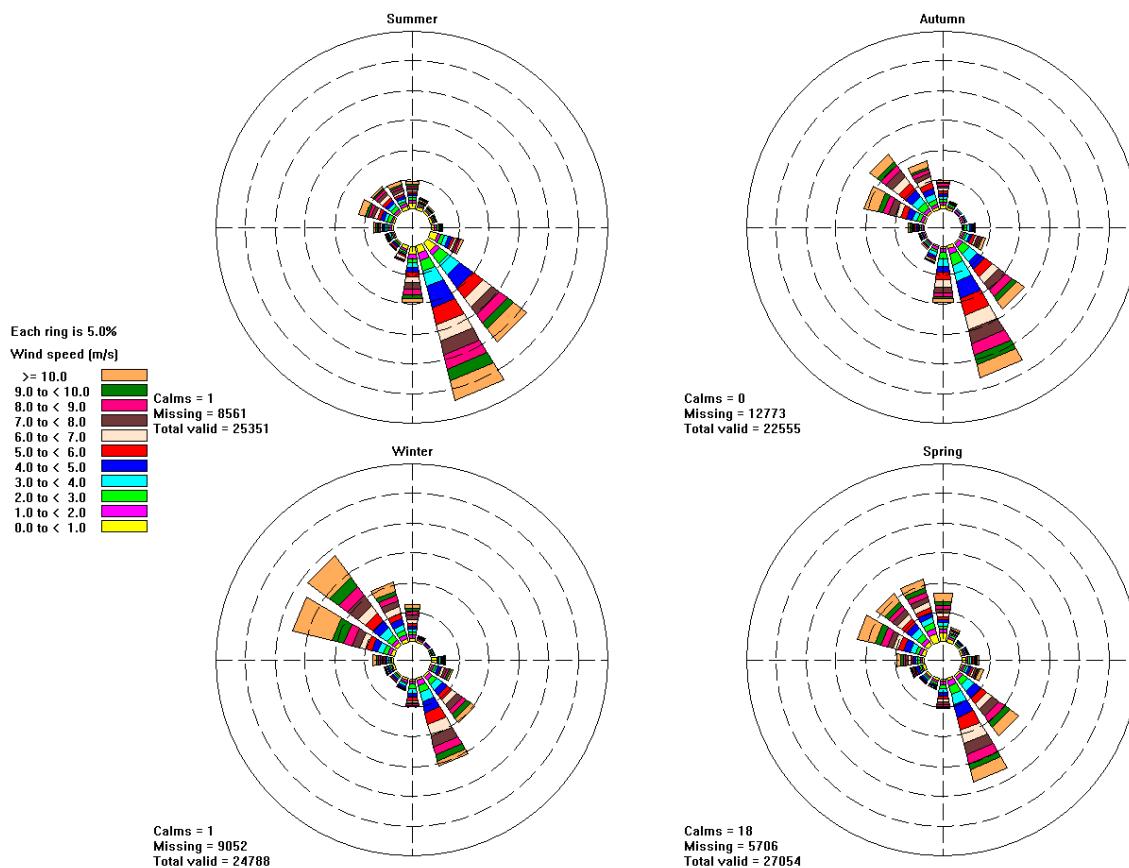 Summer
Autumn
Each ring is 5.0%
Wind speed (m/s)
>= 10.0
9.0 to < 10.0
8.0 to < 9.0
7.0 to < 8.0
6.0 to < 7.0
5.0 to < 6.0
4.0 to < 5.0
3.0 to < 4.0
2.0 to < 3.0
1.0 to < 2.0
0.0 to < 1.0
Calms = 1
Missing = 8561
Total valid = 25351
Calms = 0
Missing = 12773
Total valid = 22555
Winter
Spring
Calms = 1
Missing = 9052
Total valid = 24788
Calms = 18
Missing = 5706
Total valid = 27054